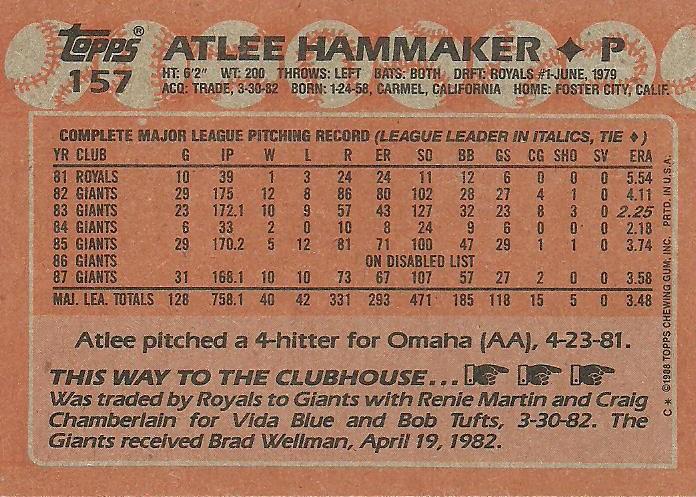 topps®
157
ATLEE HAMMAKER ✦ P
HT: 6'2" WT: 200 THROWS: LEFT BATS: BOTH DRFT: ROYALS #1-JUNE, 1979
ACQ: TRADE, 3-30-82 BORN: 1-24-58, CARMEL, CALIFORNIA HOME: FOSTER CITY, CALIF.
COMPLETE MAJOR LEAGUE PITCHING RECORD (LEAGUE LEADER IN ITALICS, TIE ♦)
YR CLUB G IP W L R ER SO BB GS CG SHO SV ERA
81 ROYALS 10 39 1 3 24 24 11 12 6 0 0 0 5.54
82 GIANTS 29 175 12 8 86 80 102 28 27 4 1 0 4.11
83 GIANTS 23 172.1 10 9 57 43 127 32 23 8 3 0 2.25
84 GIANTS 6 33 2 0 10 8 24 9 6 0 0 0 2.18
85 GIANTS 29 170.2 5 12 81 71 100 47 29 1 1 0 3.74
86 GIANTS ON DISABLED LIST
87 GIANTS 31 168.1 10 10 73 67 107 57 27 2 0 0 3.58
MAJ. LEA. TOTALS 128 758.1 40 42 331 293 471 185 118 15 5 0 3.48
Atlee pitched a 4-hitter for Omaha (AA), 4-23-81.
THIS WAY TO THE CLUBHOUSE...
Was traded by Royals to Giants with Renie Martin and Craig
Chamberlain for Vida Blue and Bob Tufts, 3-30-82. The
Giants received Brad Wellman, April 19, 1982.
C * ©1988 TOPPS CHEWING GUM, INC. PRTD. IN U.S.A.